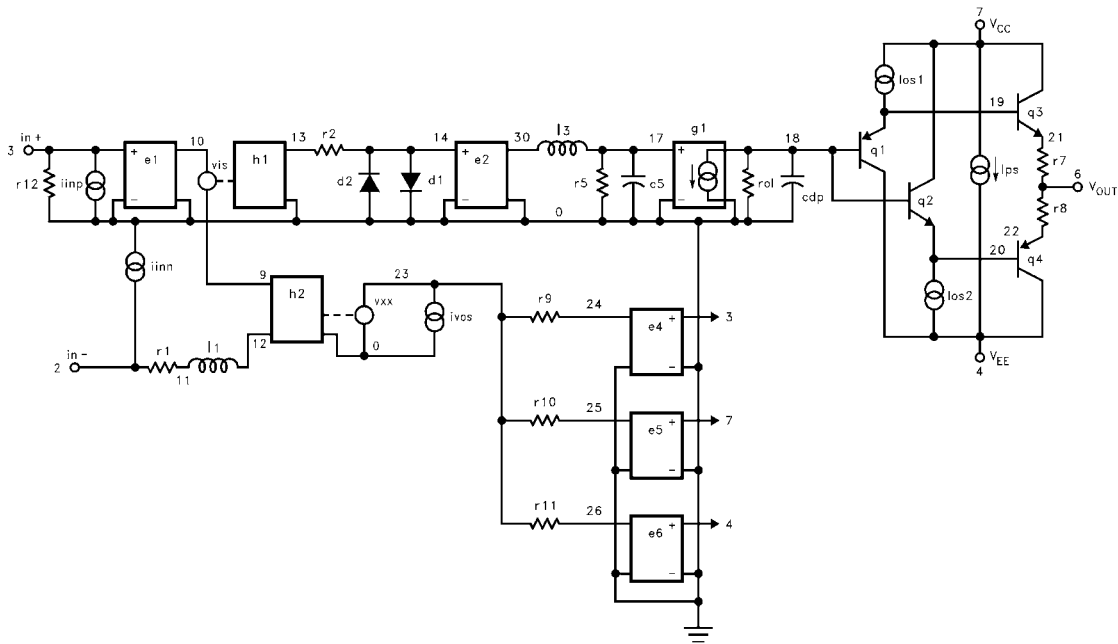 7
VCC
Ios1
19
q3
in+
10
13
r2
14
30
l3
17
g1
18
21
3
+
e1
vis
h1
+
e2
+
q1
Ips
r7
6
r12
iinp
d2
d1
r5
c5
rol
cdp
VOUT
−
−
−
q2
r8
0
22
iinn
20
q4
9
23
h2
vxx
ivos
r9
24
e4
+
3
Ios2
in−
r1
l1
12
0
−
VEE
2
11
4
r10
25
+
7
e5
−
r11
26
+
4
e6
−